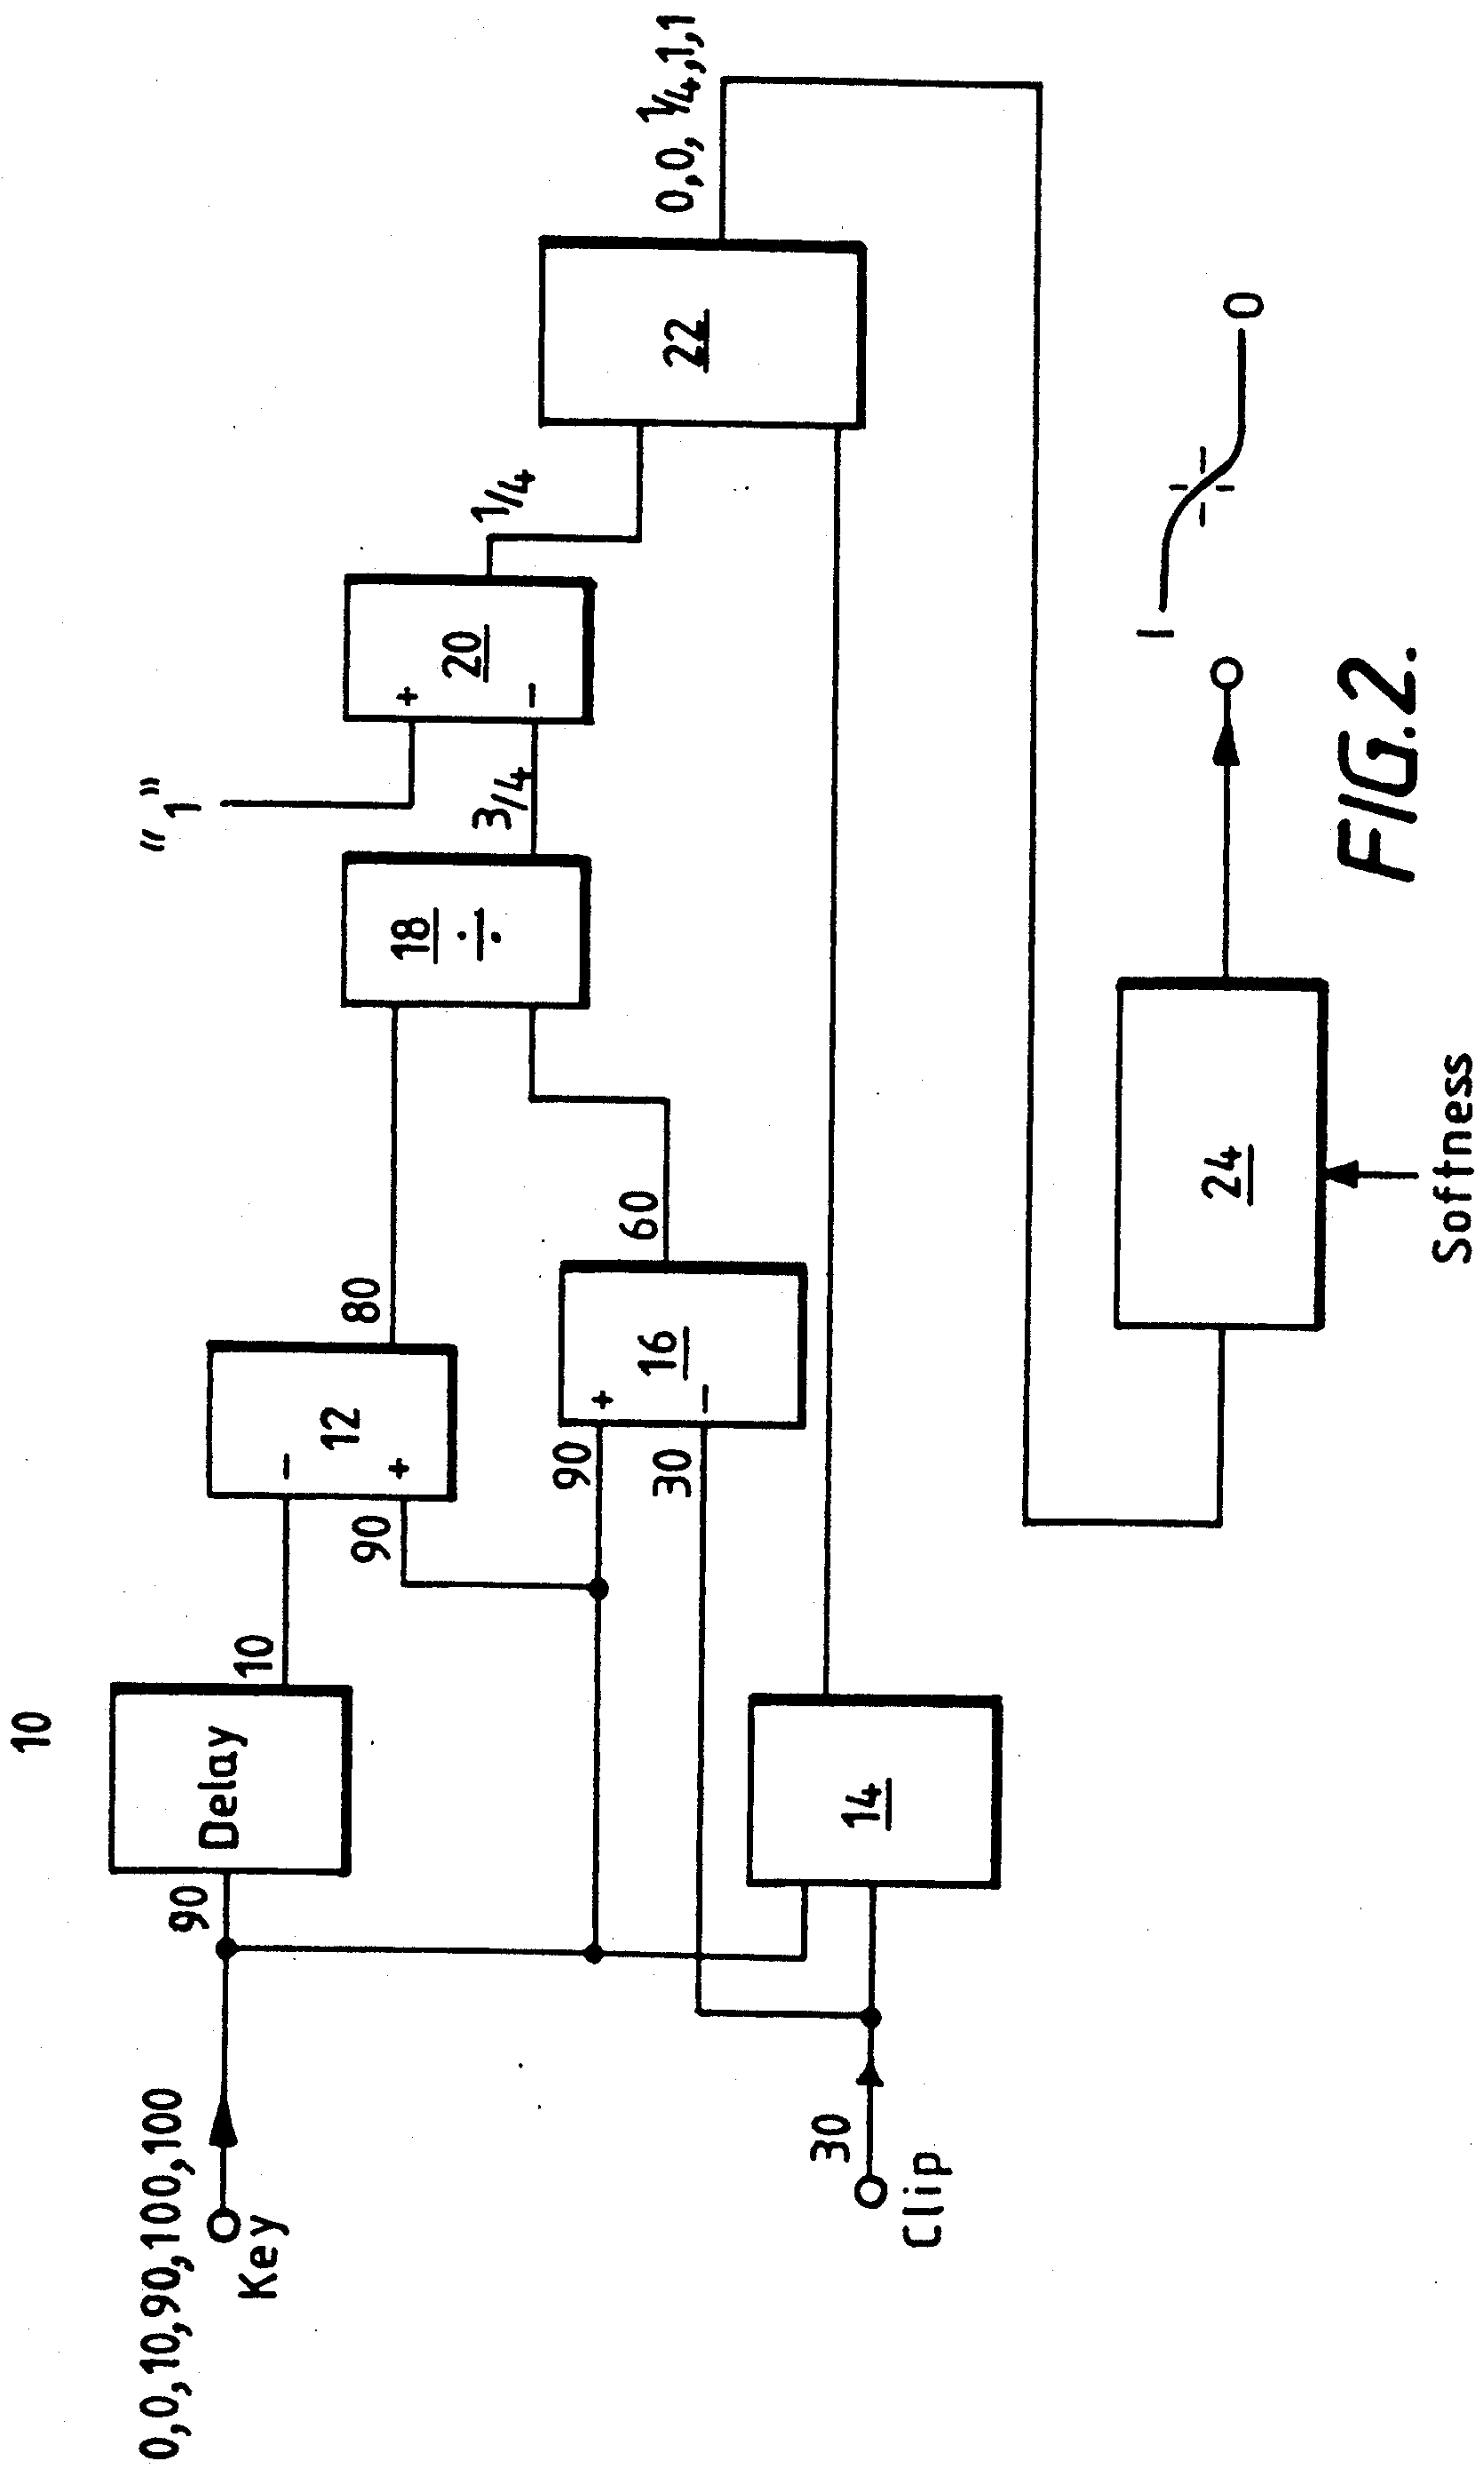 0,0,10,90,100,100
Key
90
10
Delay
10
90
- 12 +
80
30
Clip
14
90
30
+ 16 -
60
18 ÷
3/4
"1"
+ 20 -
1/4
22
0,0, 1/4,1,1
24
Softness
1
0
FIG.2.